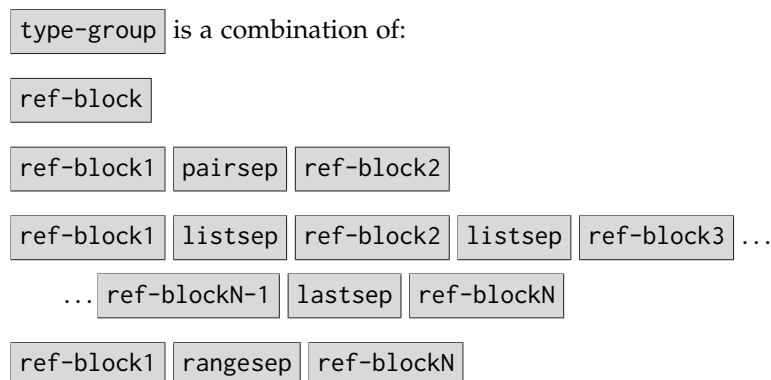 type-group is a combination of:
ref-block
ref-block1 pairsep ref-block2
ref-block1 listsep ref-block2 listsep ref-block3 ...
... ref-blockN-1 lastsep ref-blockN
ref-block1 rangesep ref-blockN